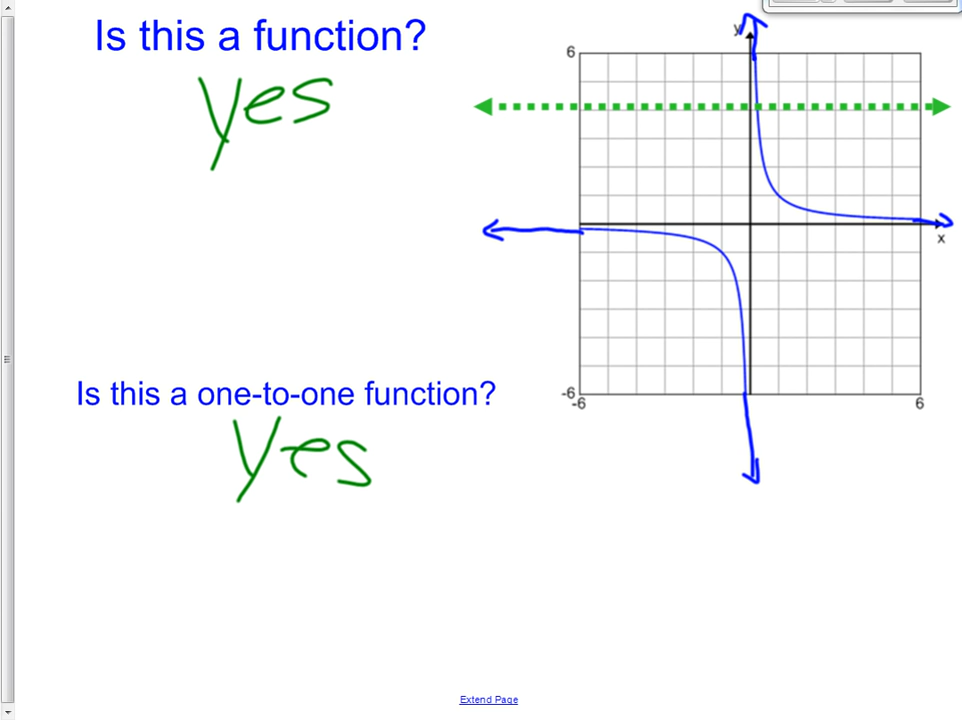 Is this a function?
yes
y
6
x
-6
-6
6
Is this a one-to-one function?
Yes
Extend Page